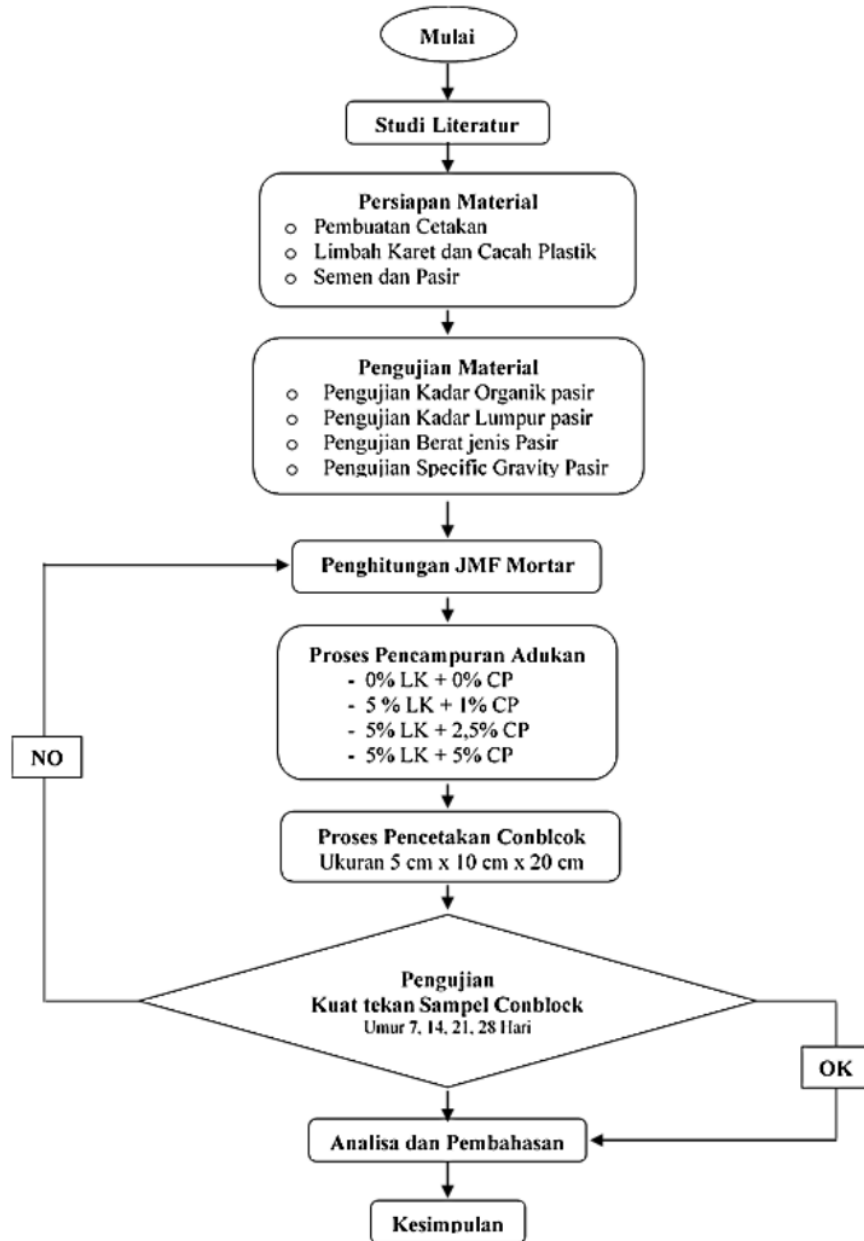 Mulai
Studi Literatur
Persiapan Material
o Pembuatan Cetakan
o Limbah Karet dan Cacah Plastik
o Semen dan Pasir
Pengujian Material
o Pengujian Kadar Organik pasir
o Pengujian Kadar Lumpur pasir
o Pengujian Berat jenis Pasir
o Pengujian Specific Gravity Pasir
Penghitungan JMF Mortar
Proses Pencampuran Adukan
- 0% LK + 0% CP
- 5 % LK + 1% CP
- 5% LK + 2,5% CP
- 5% LK + 5% CP
NO
Proses Pencetakan Conblcok
Ukuran 5 cm x 10 cm x 20 cm
Pengujian
Kuat tekan Sampel Conblock
Umur 7, 14, 21, 28 Hari
OK
Analisa dan Pembahasan
Kesimpulan